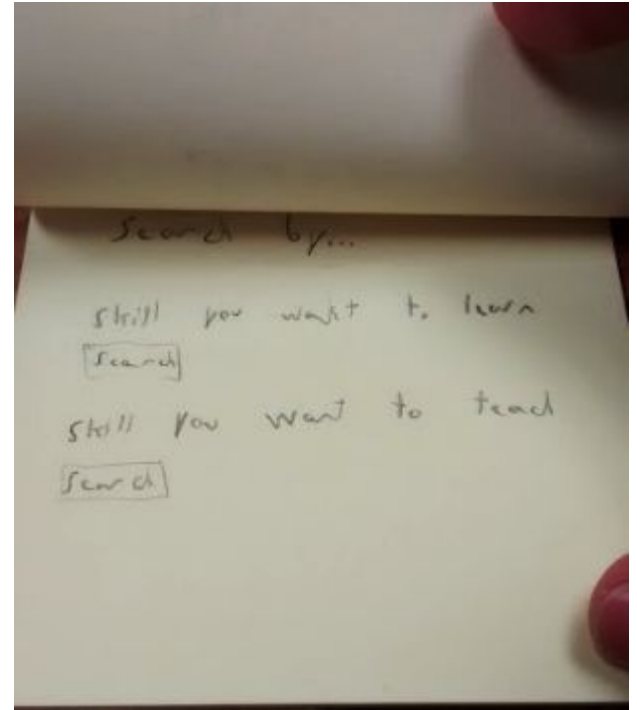 Search by...
skill you want to learn
Search
skill you want to teach
Search